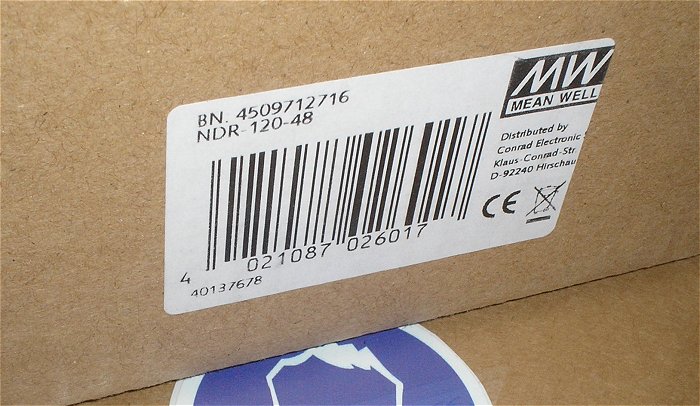 BN. 4509712716
NDR-120-48
4 021087 026017
40137678
MW
MEAN WELL
Distributed by
Conrad Electronic
Klaus-Conrad-Str
D-92240 Hirschau
CE